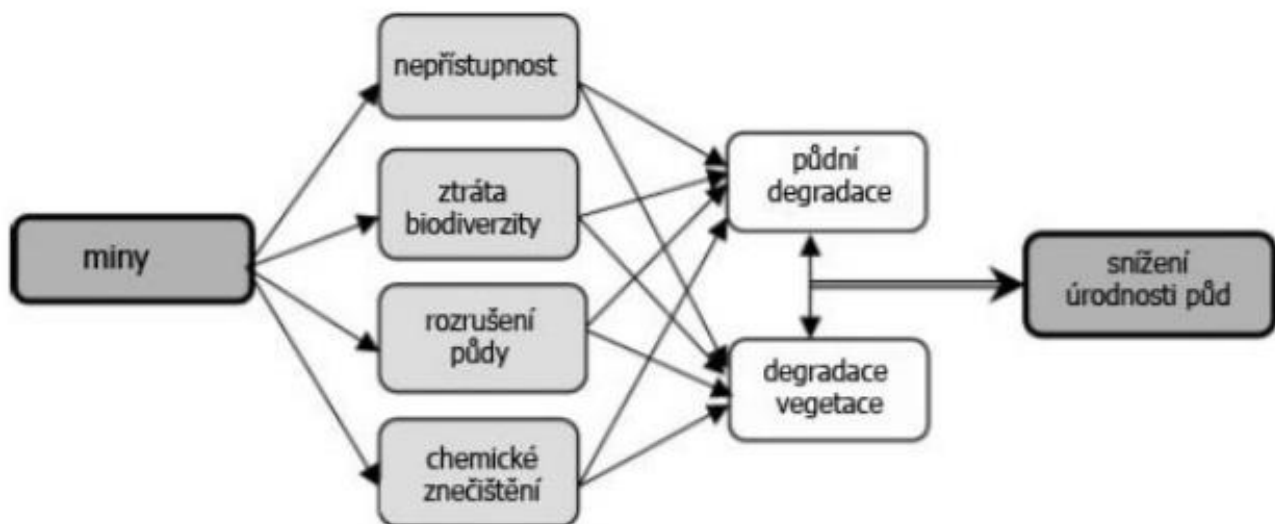 miny
nepřístupnost
ztráta
biodiverzity
rozrušení
půdy
chemické
znečištění
půdní
degradace
degradace
vegetace
snížení
úrodnosti půd